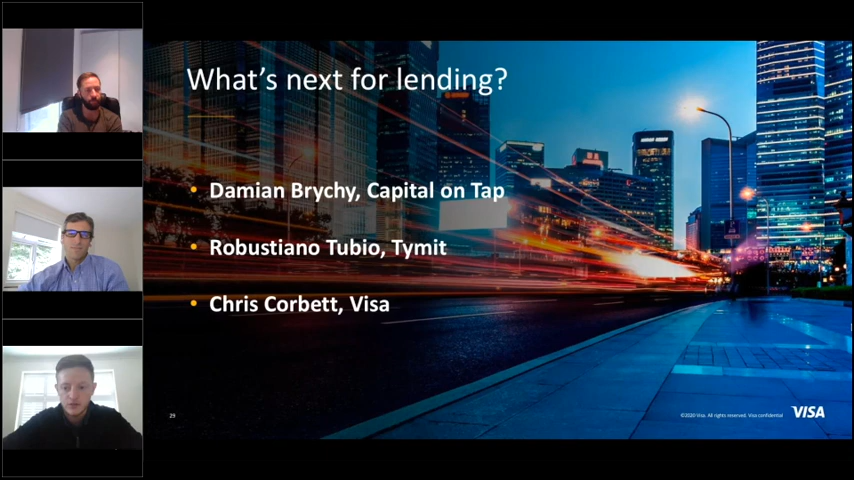 What's next for lending?
Damian Brychy, Capital on Tap
Robustiano Tubio, Tymit
Chris Corbett, Visa
29
©2020 Visa. All rights reserved. Visa confidential
VISA